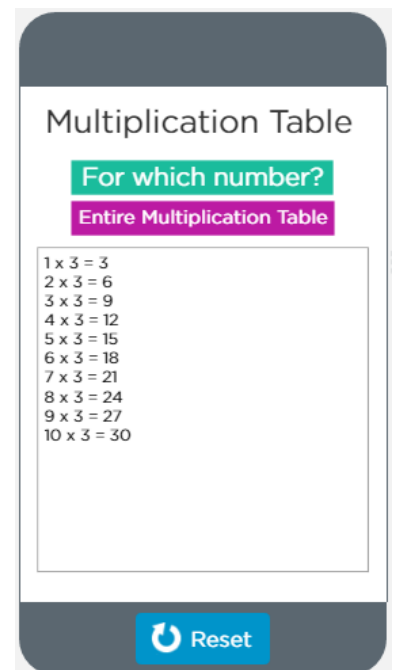 Multiplication Table
For which number?
Entire Multiplication Table
1 x 3 = 3
2 x 3 = 6
3 x 3 = 9
4 x 3 = 12
5 x 3 = 15
6 x 3 = 18
7 x 3 = 21
8 x 3 = 24
9 x 3 = 27
10 x 3 = 30
Reset